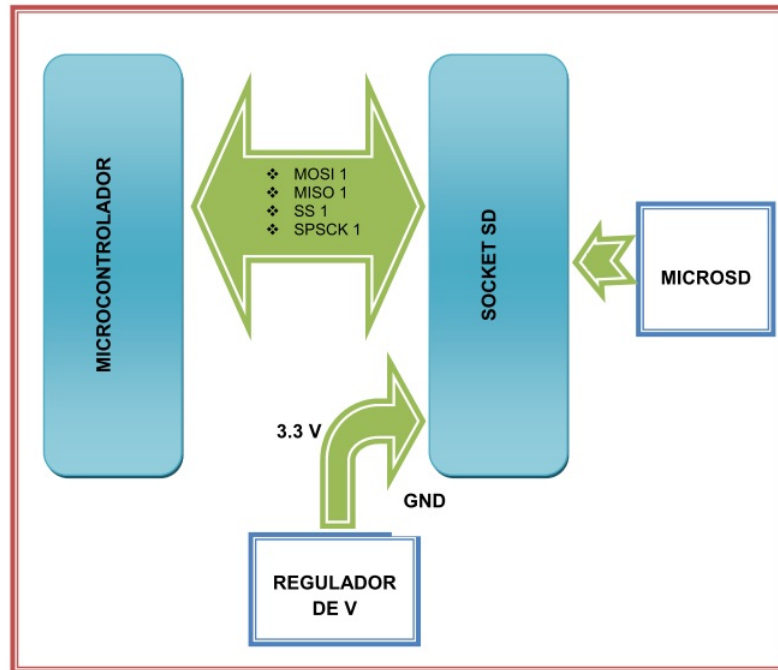 MICROCONTROLADOR
❖ MOSI 1
❖ MISO 1
❖ SS 1
❖ SPSCK 1
SOCKET SD
MICROSD
3.3 V
GND
REGULADOR
DE V